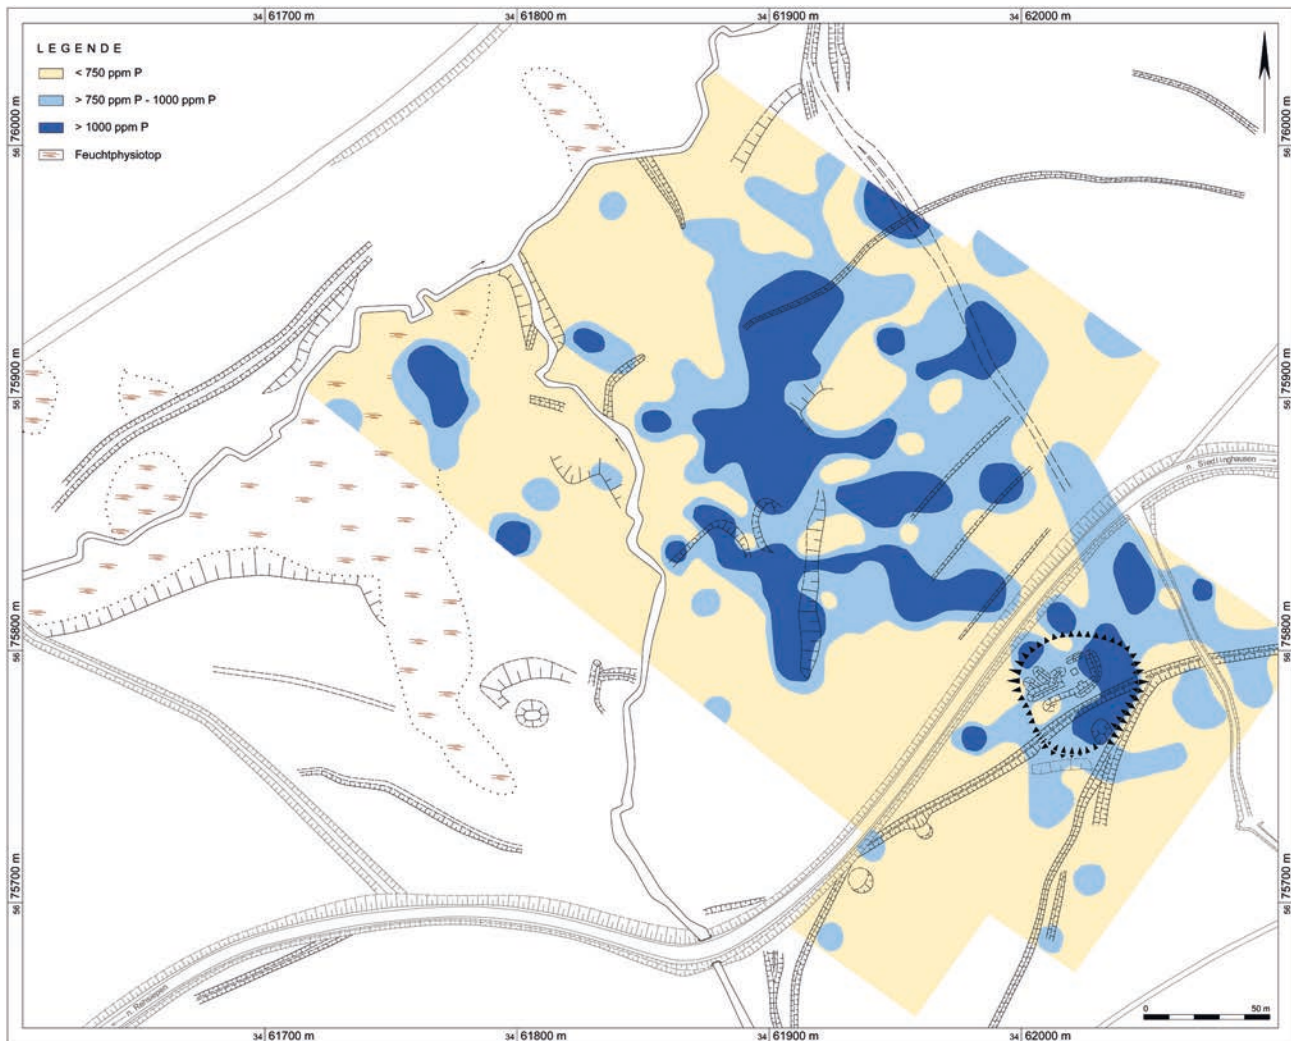 34 61700 m 34 61800 m 34 61900 m 34 62000 m
LEGENDE
< 750 ppm P
> 750 ppm P - 1000 ppm P
> 1000 ppm P
Feuchtphysiotop
56 76000 m
56 75900 m
56 75800 m
56 75700 m
56 76000 m
56 75900 m
56 75800 m
56 75700 m
n. Siedlinghausen
n. Rehsiepen
0 50 m
34 61700 m 34 61800 m 34 61900 m 34 62000 m